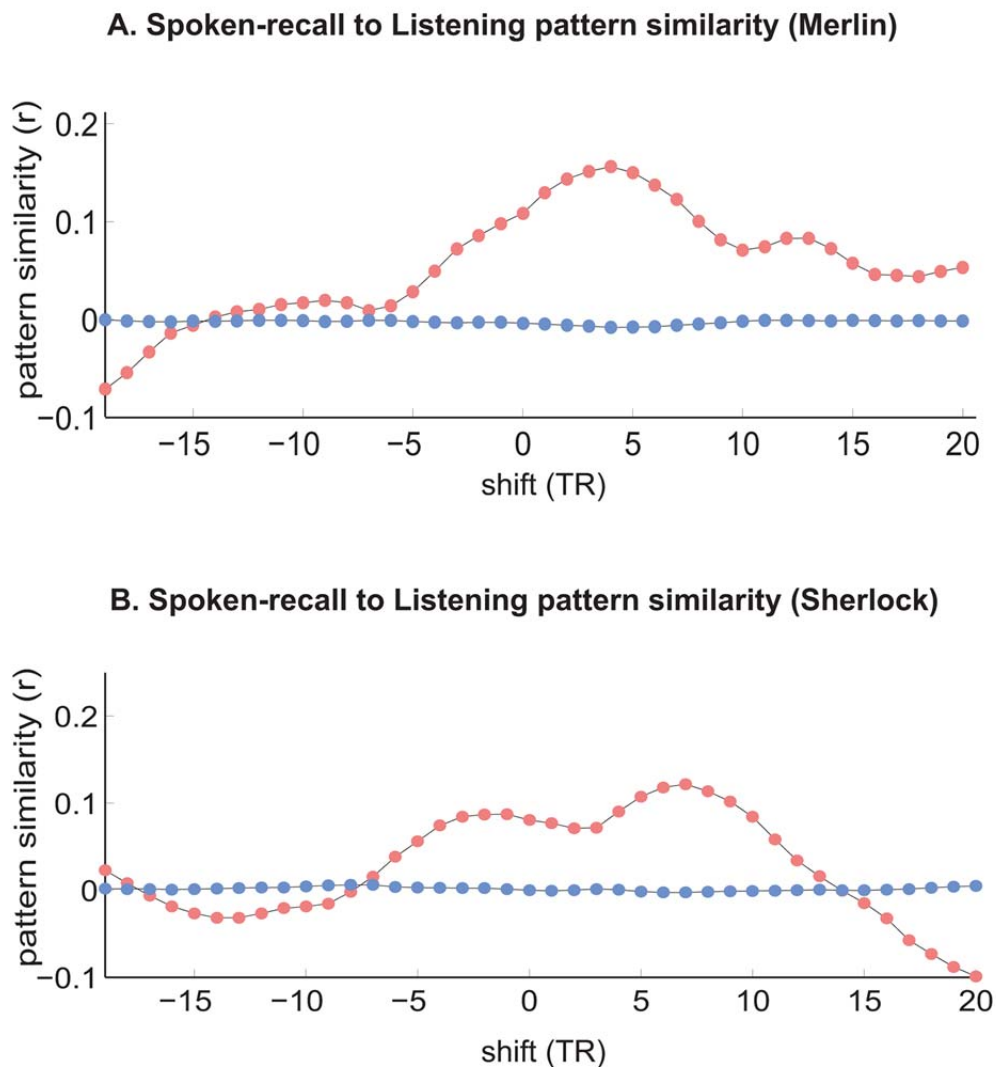 A. Spoken-recall to Listening pattern similarity (Merlin)
pattern similarity (r)
0.2
0.1
0
−0.1
−15 −10 −5 0 5 10 15 20
shift (TR)
B. Spoken-recall to Listening pattern similarity (Sherlock)
pattern similarity (r)
0.2
0.1
0
−0.1
−15 −10 −5 0 5 10 15 20
shift (TR)